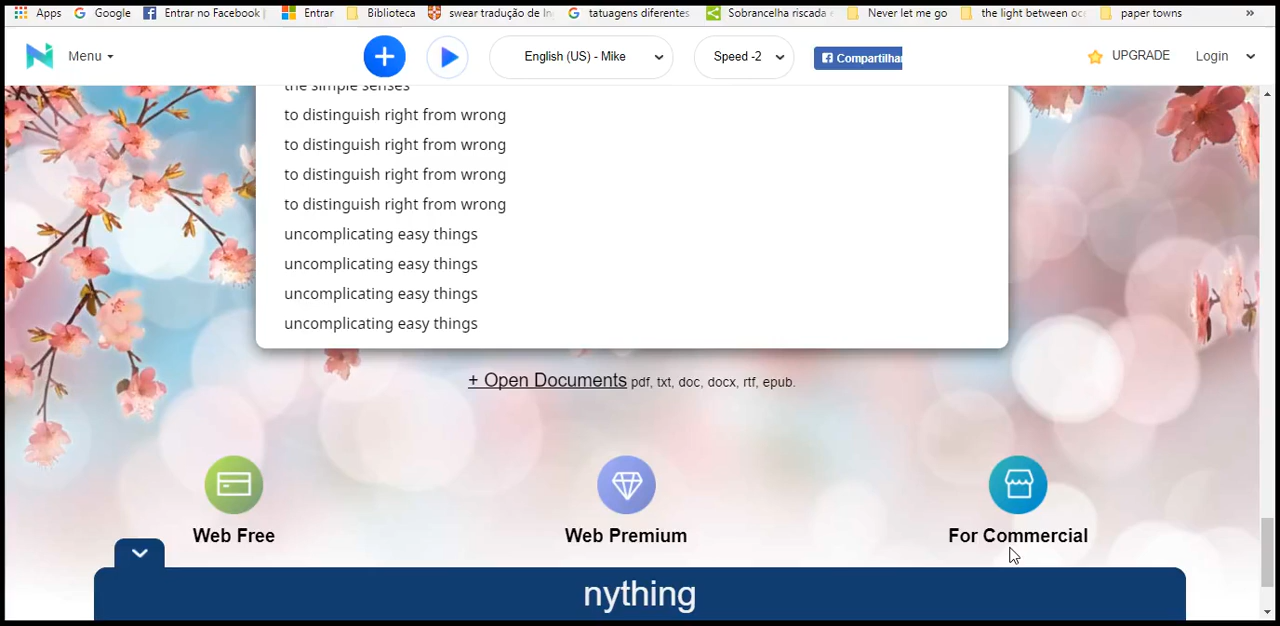 Apps Google Entrar no Facebook Entrar Biblioteca swear tradução de In tatuagens diferentes Sobrancelha riscada Never let me go the light between oce paper towns »
Menu English (US) - Mike Speed -2 Compartilhar UPGRADE Login
the simple senses
to distinguish right from wrong
to distinguish right from wrong
to distinguish right from wrong
to distinguish right from wrong
uncomplicating easy things
uncomplicating easy things
uncomplicating easy things
uncomplicating easy things
+ Open Documents pdf, txt, doc, docx, rtf, epub.
Web Free Web Premium For Commercial
nything